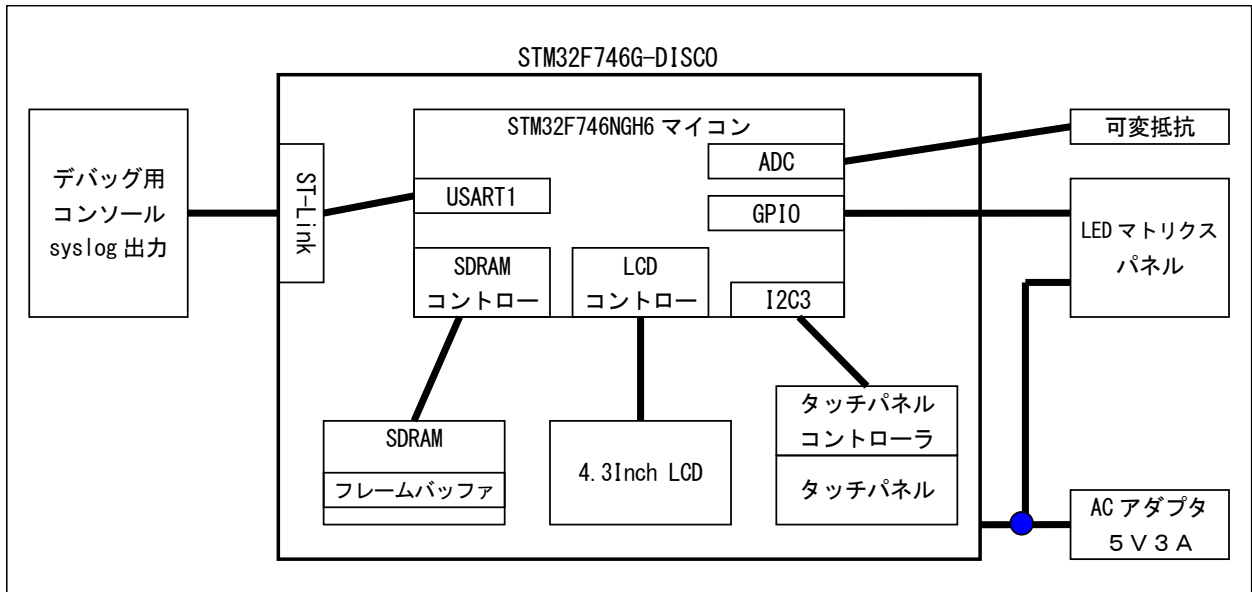 STM32F746G-DISCO
デバッグ用
コンソール
syslog 出力
ST-Link
STM32F746NGH6 マイコン
USART1
ADC
GPIO
SDRAM
コントロー
LCD
コントロー
I2C3
可変抵抗
LED マトリクス
パネル
SDRAM
フレームバッファ
4.3Inch LCD
タッチパネル
コントローラ
タッチパネル
AC アダプタ
5V3A